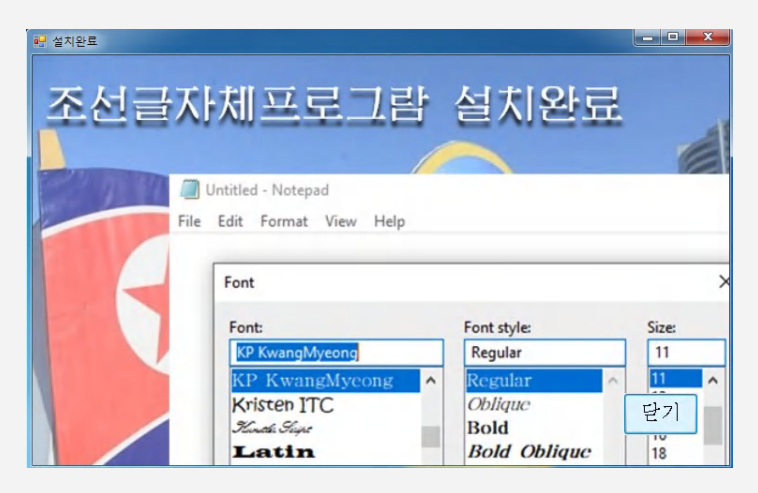 설치완료
조선글자체프로그람 설치완료
Untitled - Notepad
File Edit Format View Help
Font
Font: Font style: Size:
KP KwangMyeong Regular 11
KP KwangMyeong Regular 11
Kristen ITC Oblique
Kunstler Script Bold
Latin Bold Oblique 18
닫기